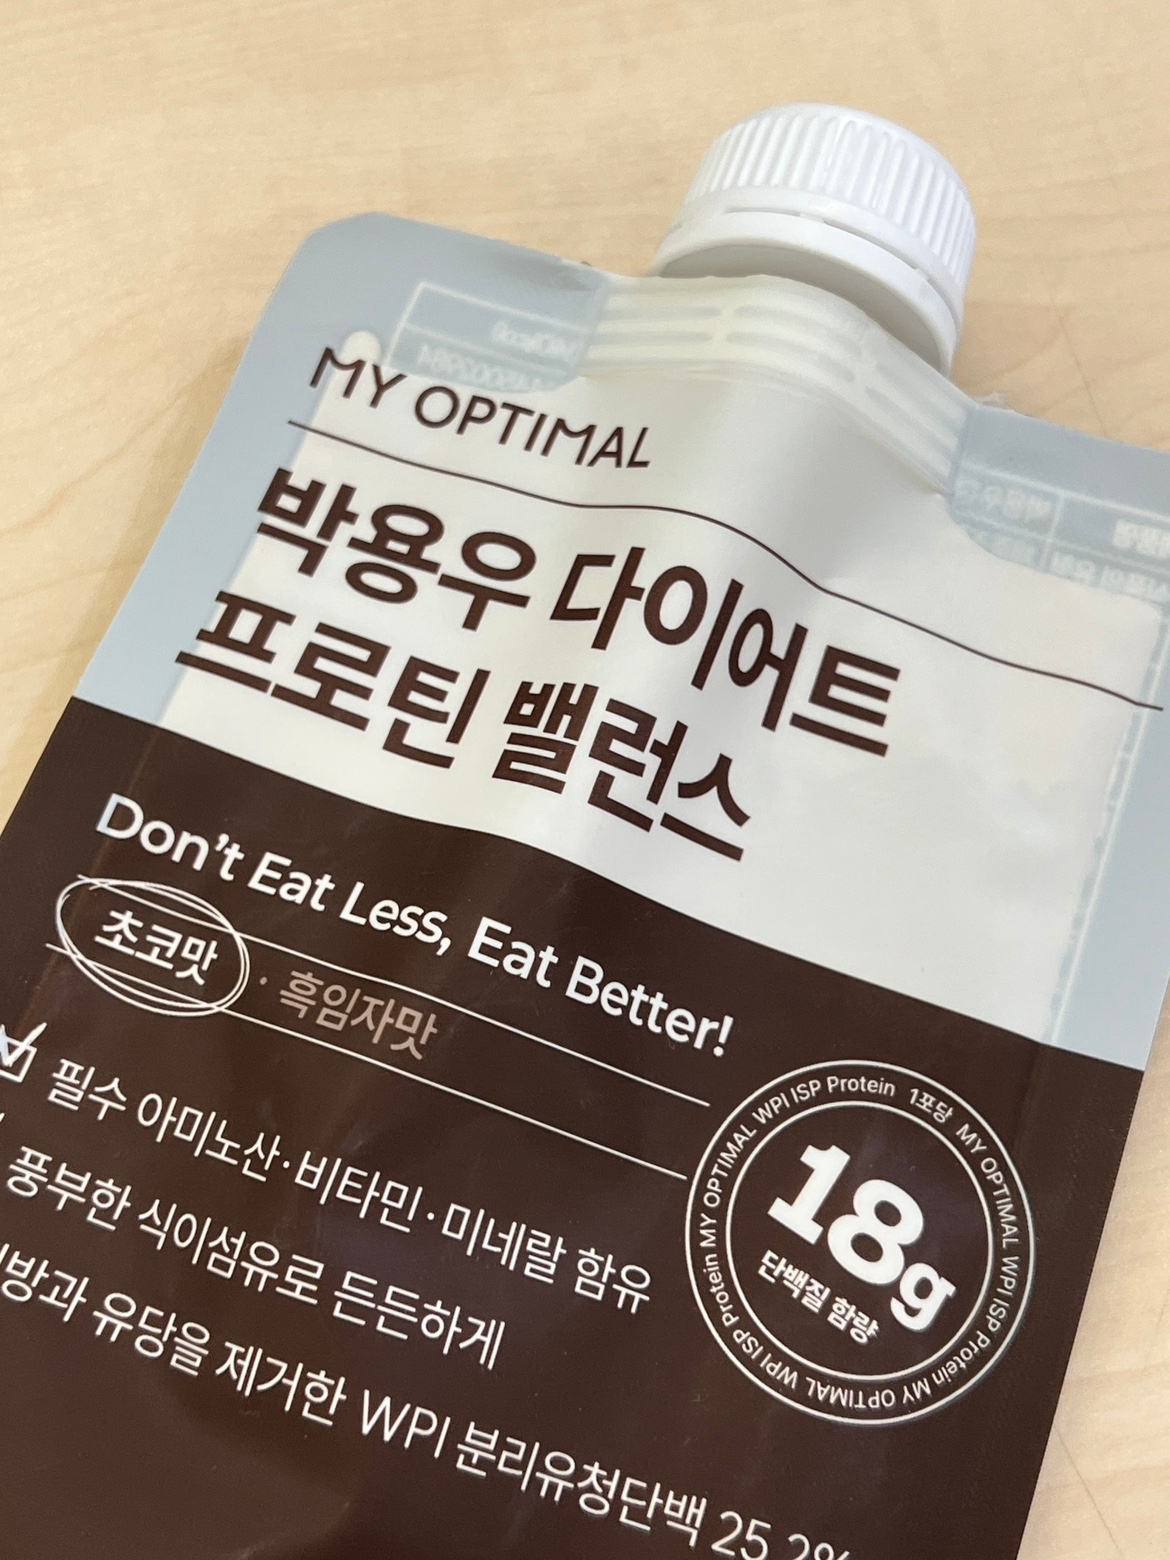 MY OPTIMAL
박용우 다이어트
프로틴 밸런스
Don't Eat Less, Eat Better!
초코맛 · 흑임자맛
필수 아미노산·비타민·미네랄 함유
풍부한 식이섬유로 든든하게
유당을 제거한 WPI 분리유청단백 25.2%
MY OPTIMAL WPI ISP Protein 1포당 MY OPTIMAL WPI ISP Protein MY OPTIMAL WPI ISP Protein
18g
단백질 함량